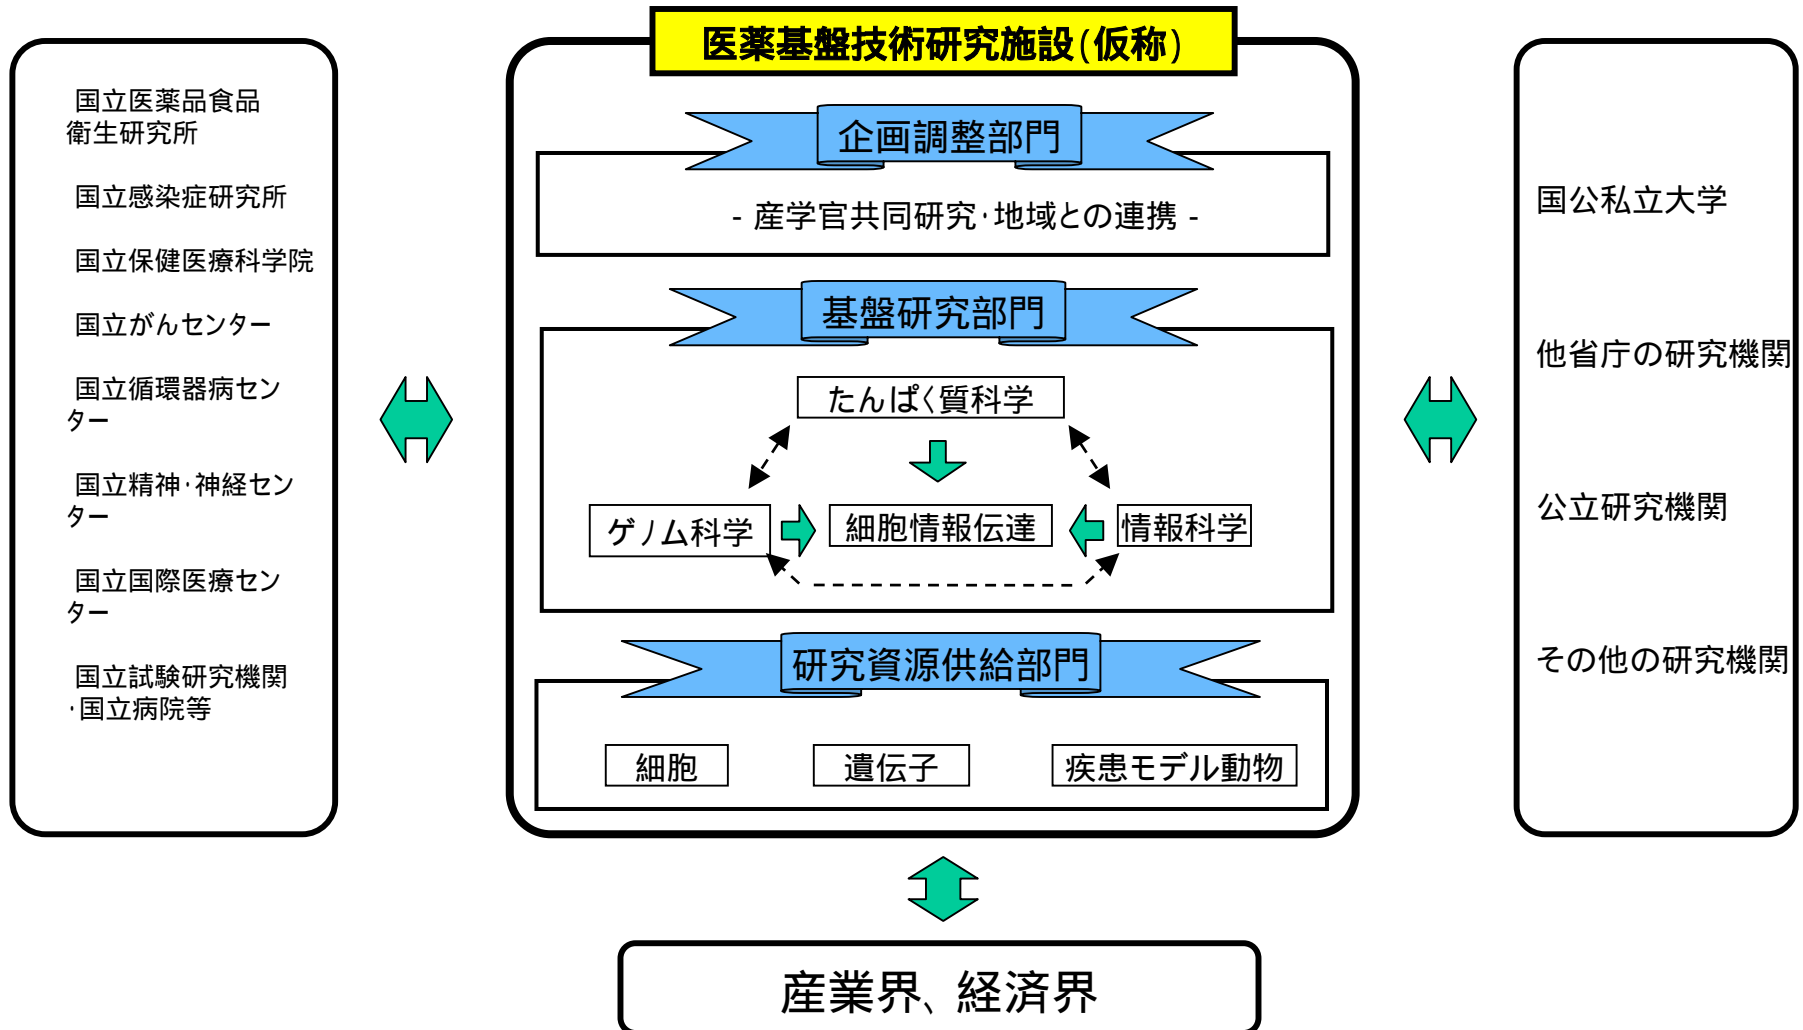 医薬基盤技術研究施設(仮称)
国立医薬品食品
衛生研究所
国立感染症研究所
国立保健医療科学院
国立がんセンター
国立循環器病セン
ター
国立精神・神経セン
ター
国立国際医療セン
ター
国立試験研究機関
・国立病院等
企画調整部門
- 産学官共同研究・地域との連携 -
基盤研究部門
たんぱく質科学
ゲノム科学
細胞情報伝達
情報科学
研究資源供給部門
細胞
遺伝子
疾患モデル動物
国公私立大学
他省庁の研究機関
公立研究機関
その他の研究機関
産業界、経済界